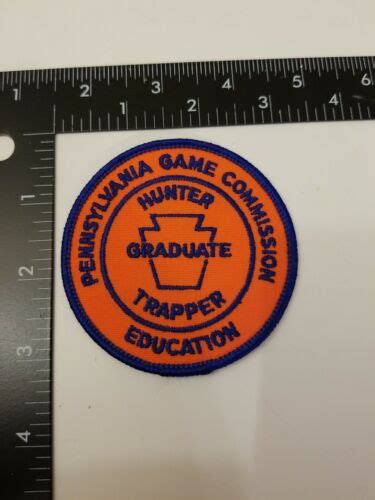 1 2 3 4 5 6
1 2 3 4
PENNSYLVANIA GAME COMMISSION
HUNTER
GRADUATE
TRAPPER
EDUCATION
1
2
3
4